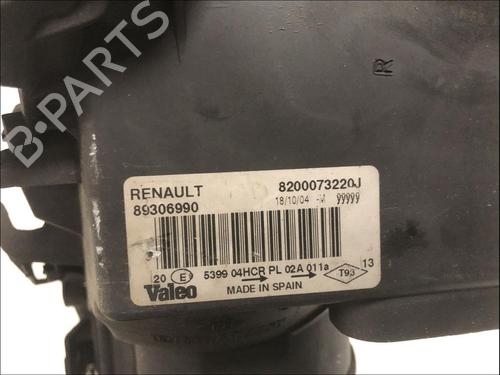 B-PARTS
R
RENAULT 8200073220J
89306990 18/10/04 -M 99999
yyyyy
20 E 5399 04HCR PL 02A 011a T93 13
Valeo MADE IN SPAIN